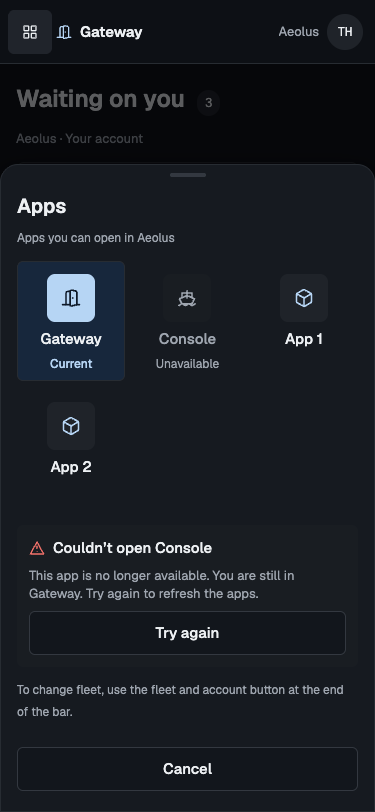 Gateway
Aeolus
TH
Waiting on you 3
Aeolus · Your account
Apps
Apps you can open in Aeolus
Gateway
Current
Console
Unavailable
App 1
App 2
Couldn’t open Console
This app is no longer available. You are still in
Gateway. Try again to refresh the apps.
Try again
To change fleet, use the fleet and account button at the end
of the bar.
Cancel